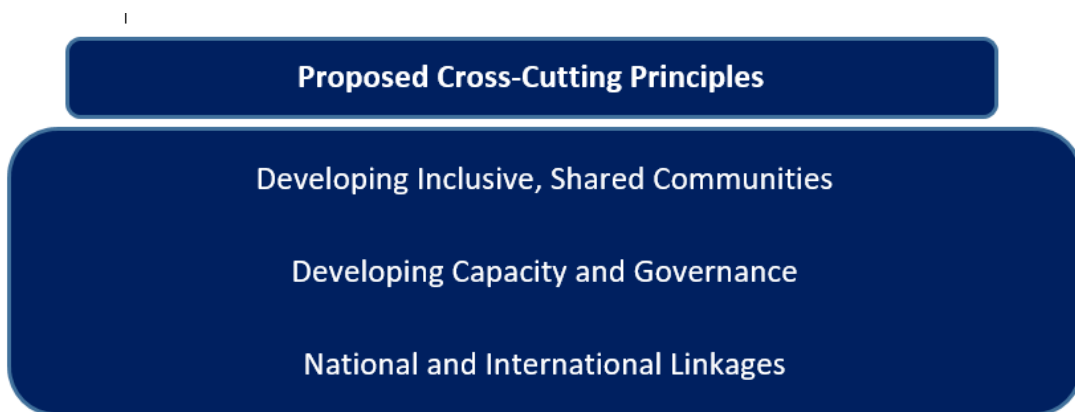 Proposed Cross-Cutting Principles
Developing Inclusive, Shared Communities
Developing Capacity and Governance
National and International Linkages